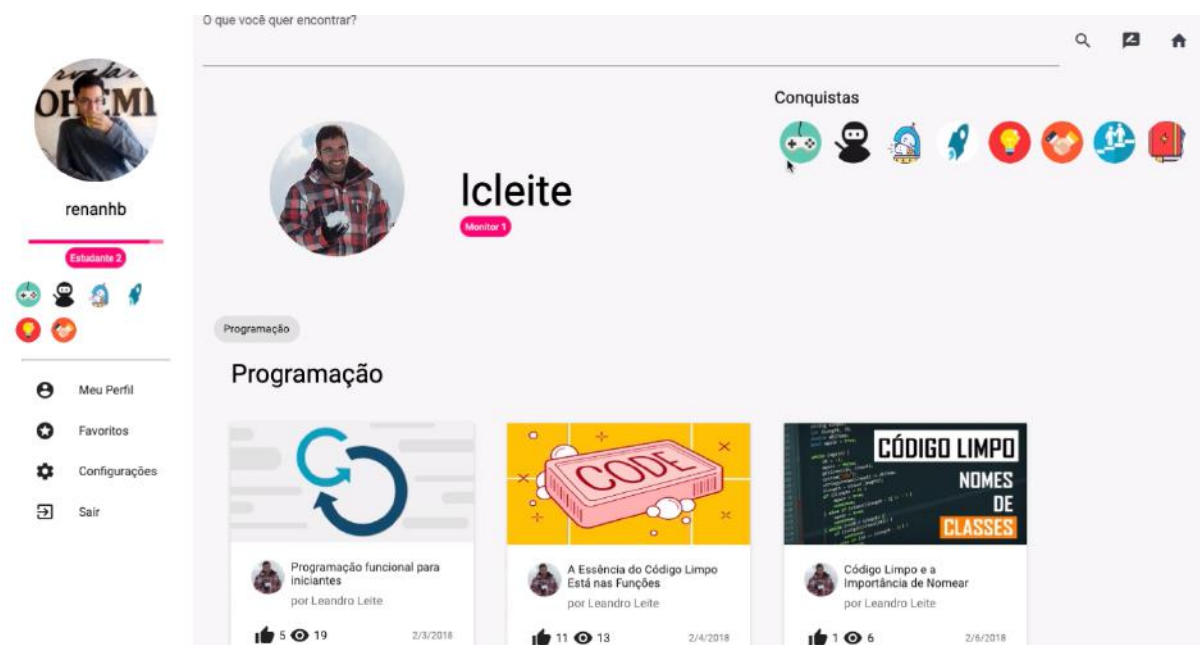 O que você quer encontrar?
Conquistas
lcleite
Monitor 1
renanhb
Estudante 2
Meu Perfil
Favoritos
Configurações
Sair
Programação
Programação
CODE
CÓDIGO LIMPO
NOMES
DE
CLASSES
Programação funcional para
iniciantes
por Leandro Leite
5 19 2/3/2018
A Essência do Código Limpo
Está nas Funções
por Leandro Leite
11 13 2/4/2018
Código Limpo e a
Importância de Nomear
por Leandro Leite
1 6 2/6/2018